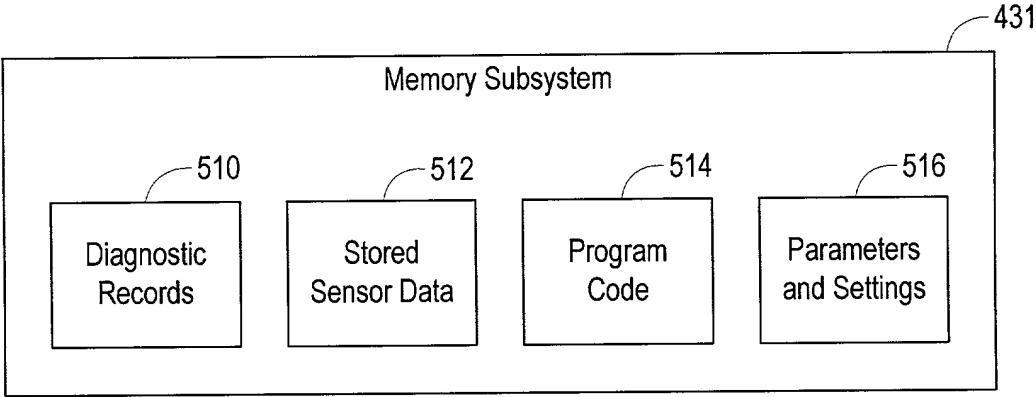 431
Memory Subsystem
510
512
514
516
Diagnostic
Records
Stored
Sensor Data
Program
Code
Parameters
and Settings